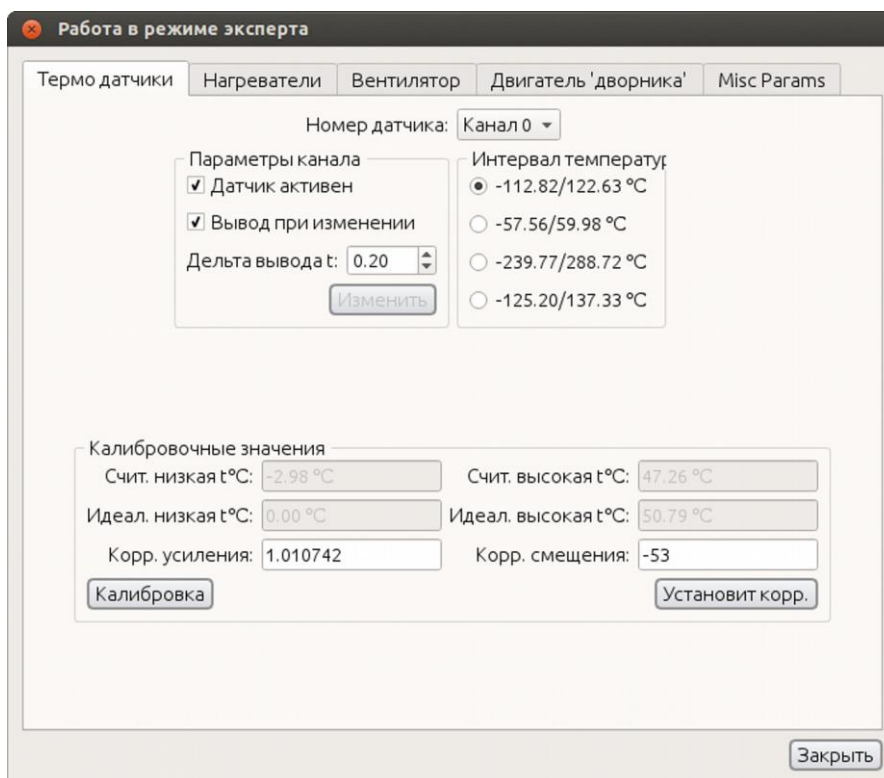 Работа в режиме эксперта
Термо датчики Нагреватели Вентилятор Двигатель 'дворника' Misc Params
Номер датчика: Канал 0
Параметры канала
Датчик активен
Вывод при изменении
Дельта вывода t: 0.20
Изменить
Интервал температур
-112.82/122.63 °C
-57.56/59.98 °C
-239.77/288.72 °C
-125.20/137.33 °C
Калибровочные значения
Счит. низкая t°C: -2.98 °C Счит. высокая t°C: 47.26 °C
Идеал. низкая t°C: 0.00 °C Идеал. высокая t°C: 50.79 °C
Корр. усиления: 1.010742 Корр. смещения: -53
Калибровка Установит корр.
Закрыть